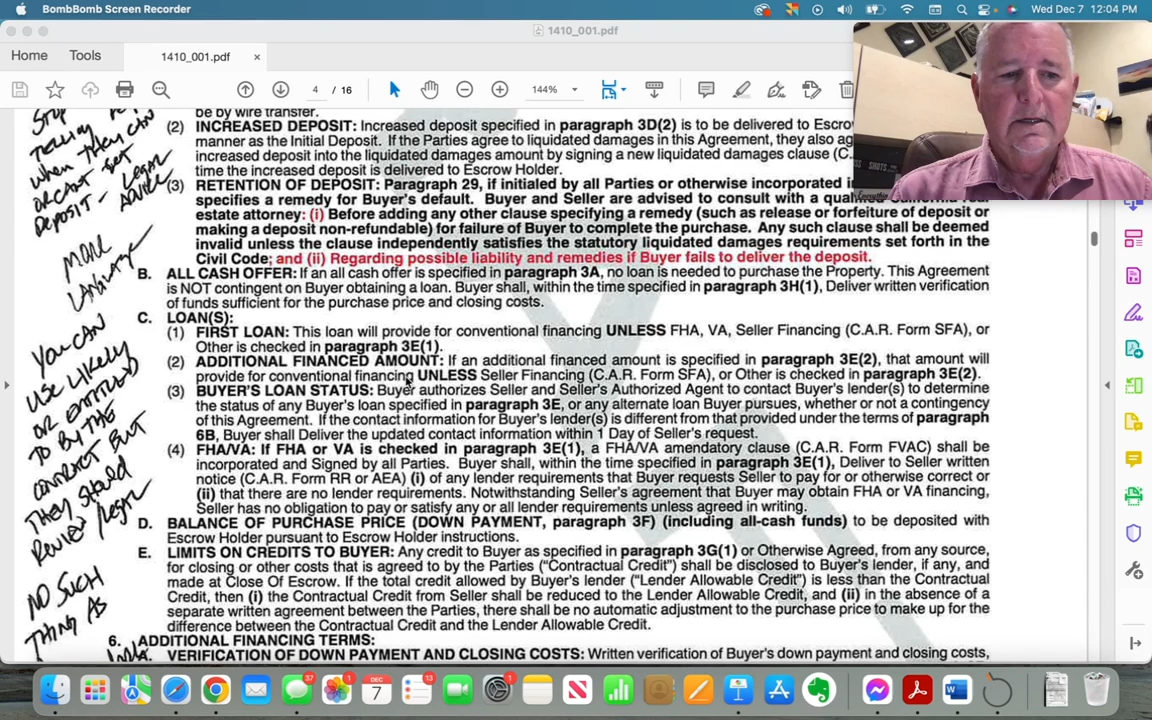 BombBomb Screen Recorder
Wed Dec 7 12:04 PM
1410_001.pdf
Home Tools 1410_001.pdf ×
4 / 16 144%
be by wire transfer.
(2) INCREASED DEPOSIT: Increased deposit specified in paragraph 3D(2) is to be delivered to Escro
manner as the Initial Deposit. If the Parties agree to liquidated damages in this Agreement, they also ag
increased deposit into the liquidated damages amount by signing a new liquidated damages clause (C.
time the increased deposit is delivered to Escrow Holder.
(3) RETENTION OF DEPOSIT: Paragraph 29, if initialed by all Parties or otherwise incorporated i
specifies a remedy for Buyer's default. Buyer and Seller are advised to consult with a qualified California real
estate attorney: (i) Before adding any other clause specifying a remedy (such as release or forfeiture of deposit or
making a deposit non-refundable) for failure of Buyer to complete the purchase. Any such clause shall be deemed
invalid unless the clause independently satisfies the statutory liquidated damages requirements set forth in the
Civil Code; and (ii) Regarding possible liability and remedies if Buyer fails to deliver the deposit.
B. ALL CASH OFFER: If an all cash offer is specified in paragraph 3A, no loan is needed to purchase the Property. This Agreement
is NOT contingent on Buyer obtaining a loan. Buyer shall, within the time specified in paragraph 3H(1), Deliver written verification
of funds sufficient for the purchase price and closing costs.
C. LOAN(S):
(1) FIRST LOAN: This loan will provide for conventional financing UNLESS FHA, VA, Seller Financing (C.A.R. Form SFA), or
Other is checked in paragraph 3E(1).
(2) ADDITIONAL FINANCED AMOUNT: If an additional financed amount is specified in paragraph 3E(2), that amount will
provide for conventional financing UNLESS Seller Financing (C.A.R. Form SFA), or Other is checked in paragraph 3E(2).
(3) BUYER'S LOAN STATUS: Buyer authorizes Seller and Seller's Authorized Agent to contact Buyer's lender(s) to determine
the status of any Buyer's loan specified in paragraph 3E, or any alternate loan Buyer pursues, whether or not a contingency
of this Agreement. If the contact information for Buyer's lender(s) is different from that provided under the terms of paragraph
6B, Buyer shall Deliver the updated contact information within 1 Day of Seller's request.
(4) FHA/VA: If FHA or VA is checked in paragraph 3E(1), a FHA/VA amendatory clause (C.A.R. Form FVAC) shall be
incorporated and Signed by all Parties. Buyer shall, within the time specified in paragraph 3E(1), Deliver to Seller written
notice (C.A.R. Form RR or AEA) (i) of any lender requirements that Buyer requests Seller to pay for or otherwise correct or
(ii) that there are no lender requirements. Notwithstanding Seller's agreement that Buyer may obtain FHA or VA financing,
Seller has no obligation to pay or satisfy any or all lender requirements unless agreed in writing.
D. BALANCE OF PURCHASE PRICE (DOWN PAYMENT, paragraph 3F) (including all-cash funds) to be deposited with
Escrow Holder pursuant to Escrow Holder instructions.
E. LIMITS ON CREDITS TO BUYER: Any credit to Buyer as specified in paragraph 3G(1) or Otherwise Agreed, from any source,
for closing or other costs that is agreed to by the Parties ("Contractual Credit") shall be disclosed to Buyer's lender, if any, and
made at Close Of Escrow. If the total credit allowed by Buyer's lender ("Lender Allowable Credit") is less than the Contractual
Credit, then (i) the Contractual Credit from Seller shall be reduced to the Lender Allowable Credit, and (ii) in the absence of a
separate written agreement between the Parties, there shall be no automatic adjustment to the purchase price to make up for the
difference between the Contractual Credit and the Lender Allowable Credit.
6. ADDITIONAL FINANCING TERMS:
A. VERIFICATION OF DOWN PAYMENT AND CLOSING COSTS: Written verification of Buyer's down payment and closing costs,
Stop
Telling
when they can
or cant get
Deposit - Legal
Advice
More
Language
You can
use Likely
or entitled
to by the
contract but
they should
Review/Legal
No such
Thing as
37
1
DEC
7
13
1